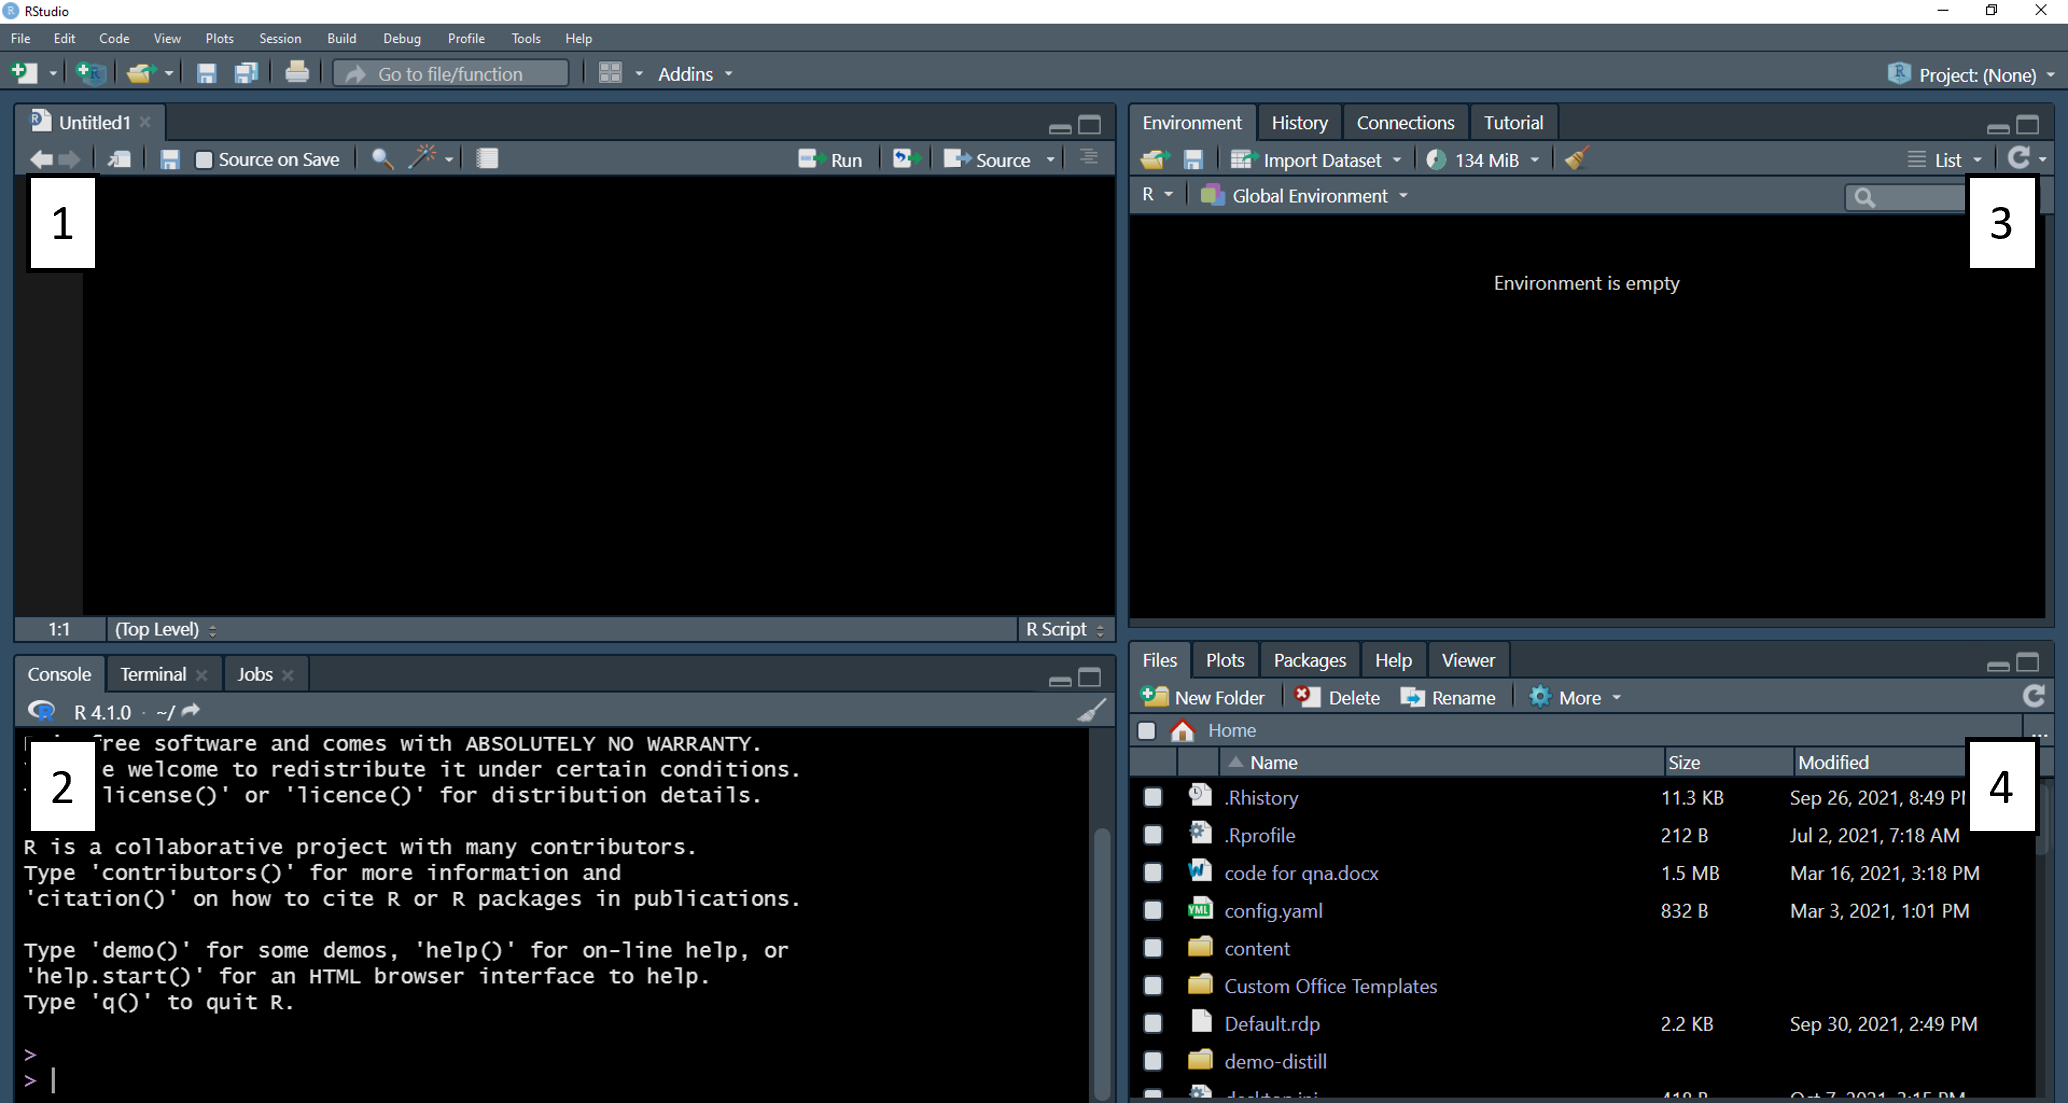 RStudio
File Edit Code View Plots Session Build Debug Profile Tools Help
Go to file/function Addins Project: (None)
Untitled1
Source on Save Run Source
1
1:1 (Top Level) R Script
Console Terminal Jobs
R 4.1.0 · ~/
free software and comes with ABSOLUTELY NO WARRANTY.
welcome to redistribute it under certain conditions.
license()' or 'licence()' for distribution details.
2
R is a collaborative project with many contributors.
Type 'contributors()' for more information and
'citation()' on how to cite R or R packages in publications.
Type 'demo()' for some demos, 'help()' for on-line help, or
'help.start()' for an HTML browser interface to help.
Type 'q()' to quit R.
>
>
Environment History Connections Tutorial
Import Dataset 134 MiB List
R Global Environment
3
Environment is empty
Files Plots Packages Help Viewer
New Folder Delete Rename More
Home ...
Name Size Modified
4
.Rhistory 11.3 KB Sep 26, 2021, 8:49
.Rprofile 212 B Jul 2, 2021, 7:18 AM
code for qna.docx 1.5 MB Mar 16, 2021, 3:18 PM
config.yaml 832 B Mar 3, 2021, 1:01 PM
content
Custom Office Templates
Default.rdp 2.2 KB Sep 30, 2021, 2:49 PM
demo-distill